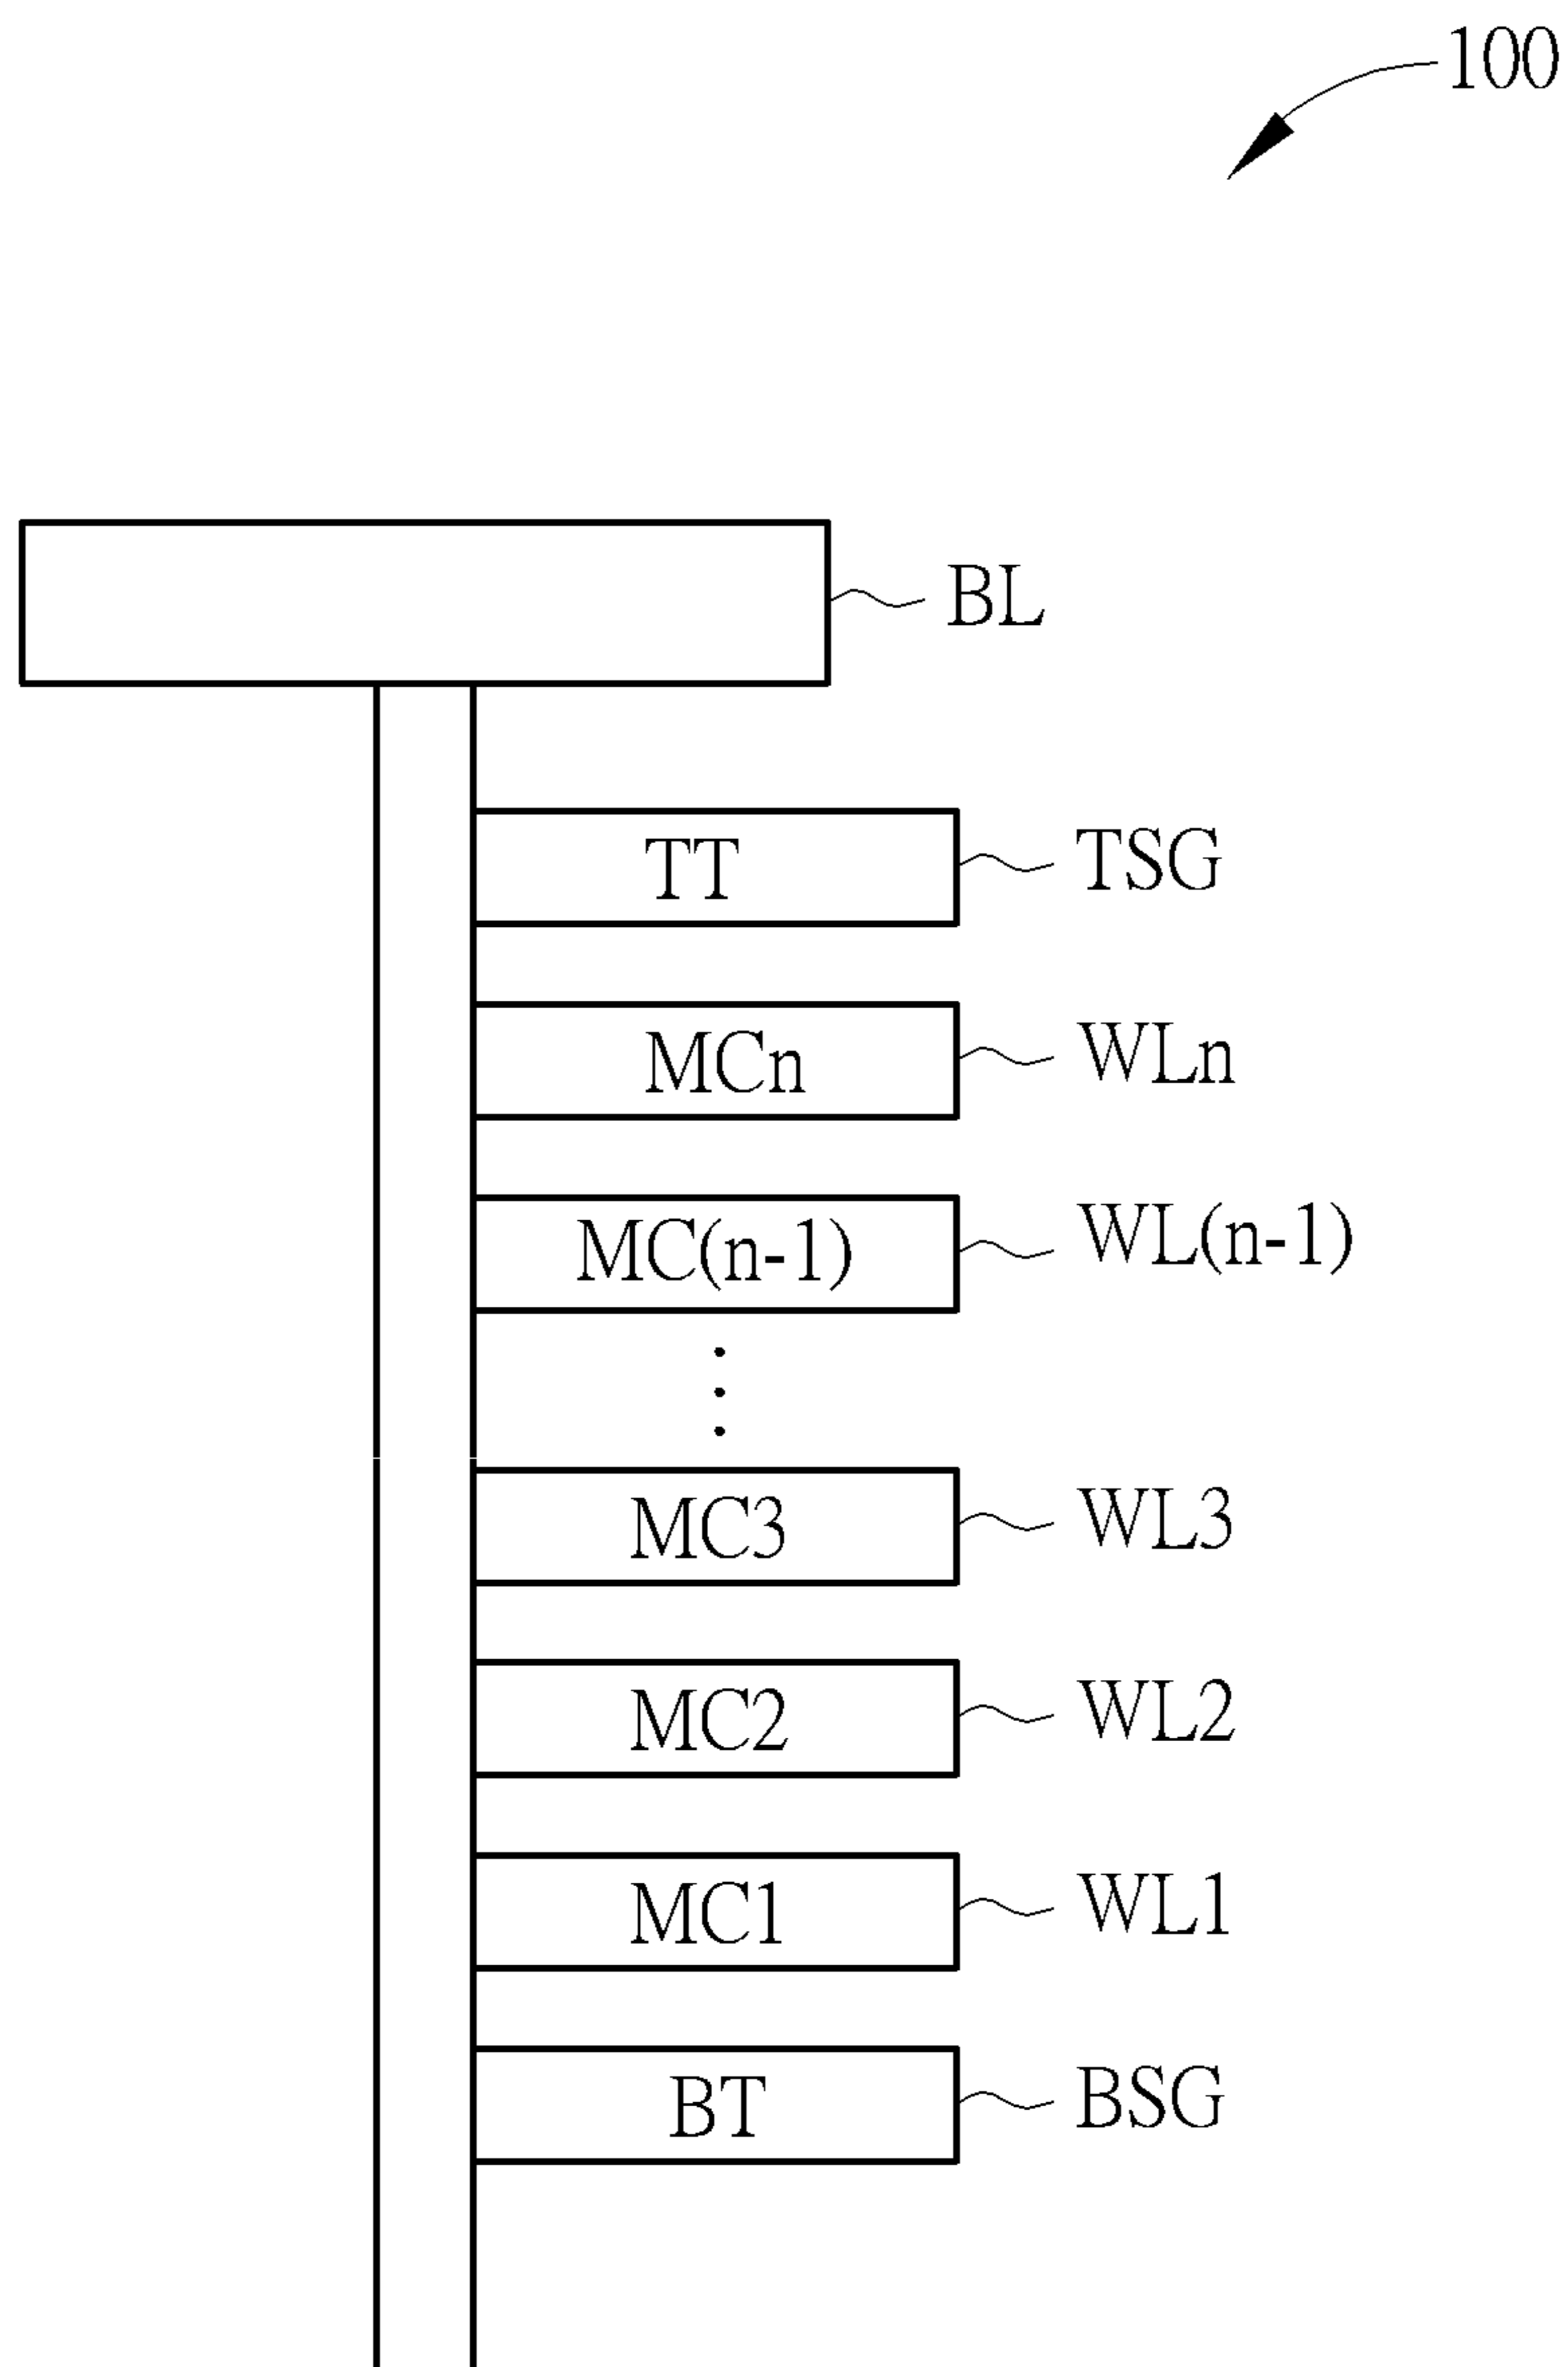 100
BL
TT TSG
MCn WLn
MC(n-1) WL(n-1)
MC3 WL3
MC2 WL2
MC1 WL1
BT BSG